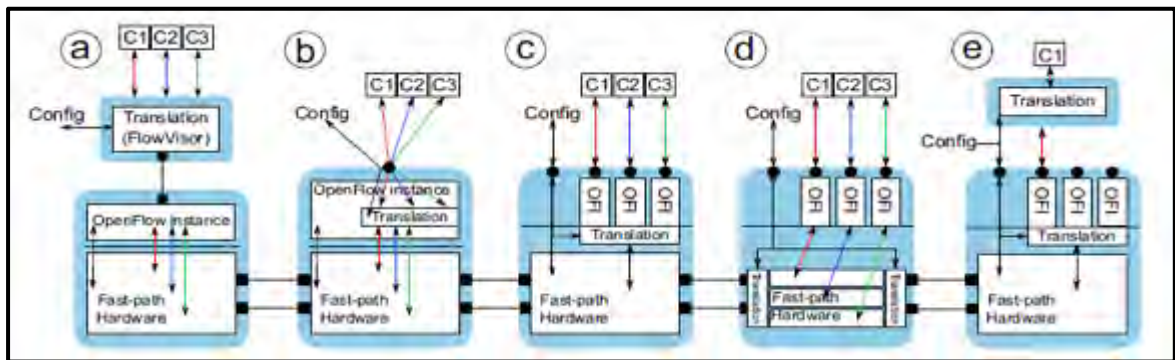 a
C1 C2 C3
Config
Translation
(FlowVisor)
OpenFlow instance
Fast-path
Hardware
b
C1 C2 C3
Config
OpenFlow instance
Translation
Fast-path
Hardware
c
C1 C2 C3
Config
OFI OFI OFI
Translation
Fast-path
Hardware
d
C1 C2 C3
Config
OFI OFI OFI
Translation
Fast-path
Hardware
Translation
e
C1
Translation
Config
OFI OFI OFI
Translation
Fast-path
Hardware